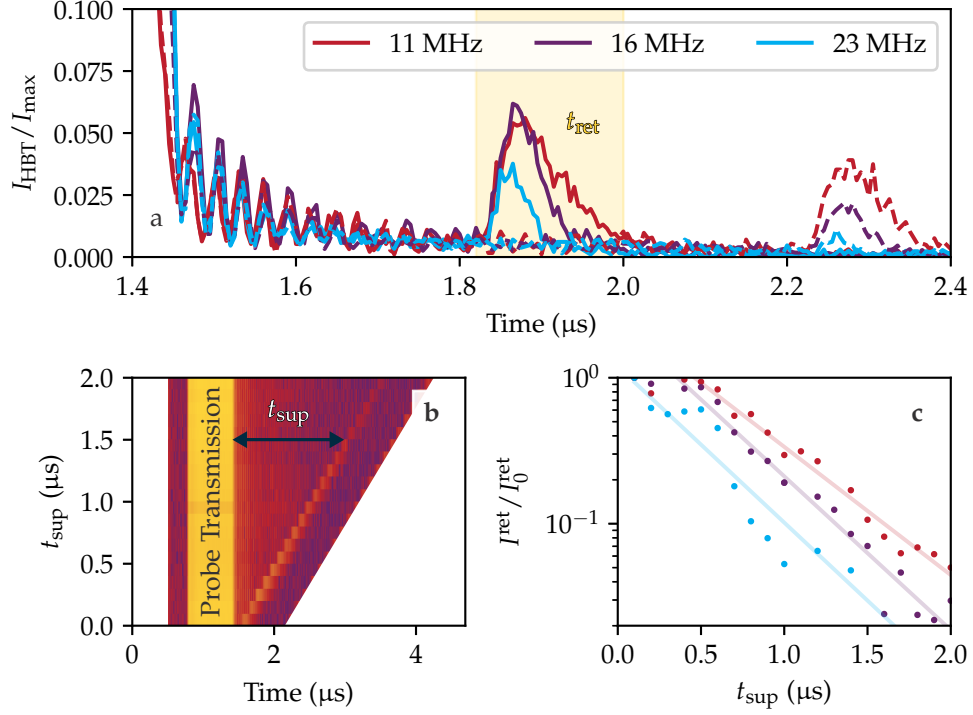 0.100
0.075
0.050
0.025
0.000
I_HBT / I_max
11 MHz
16 MHz
23 MHz
t_ret
a
1.4
1.6
1.8
2.0
2.2
2.4
Time (μs)
2.0
1.5
1.0
0.5
0.0
t_sup (μs)
Probe Transmission
t_sup
b
0
2
4
Time (μs)
10⁰
10⁻¹
I^ret / I_0^ret
c
0.0
0.5
1.0
1.5
2.0
t_sup (μs)